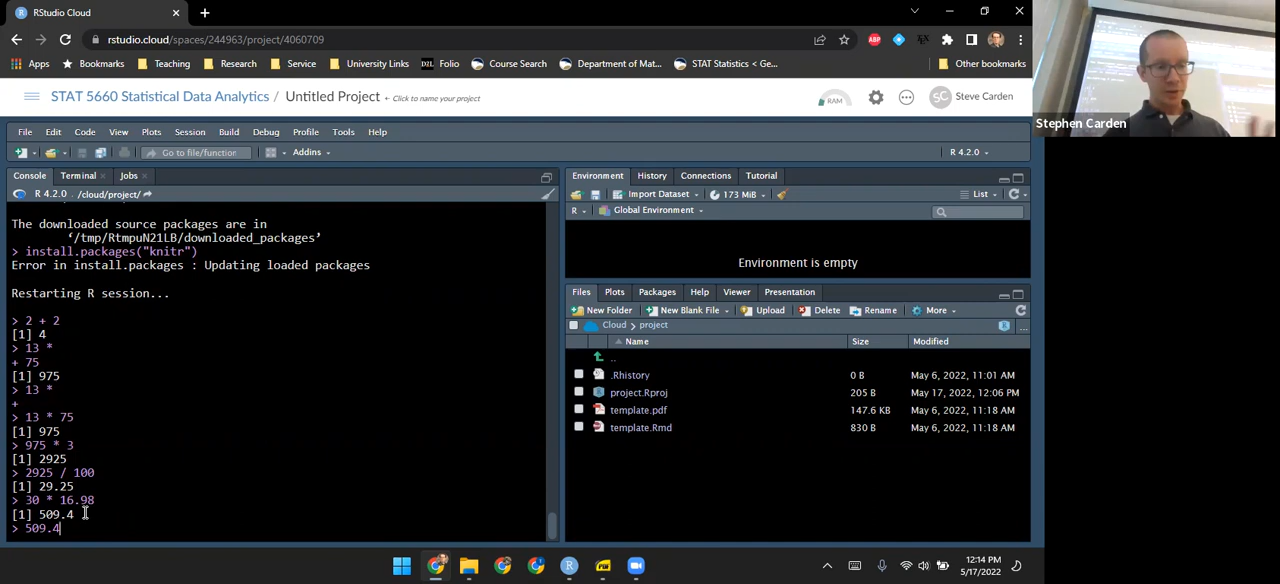 RStudio Cloud
rstudio.cloud/spaces/244963/project/4060709
ABP
Apps Bookmarks Teaching Research Service University Links D2L Folio Course Search Department of Mat... STAT Statistics < Ge... Other bookmarks
STAT 5660 Statistical Data Analytics / Untitled Project Click to name your project RAM SC Steve Carden
Stephen Carden
File Edit Code View Plots Session Build Debug Profile Tools Help
Go to file/function Addins R 4.2.0
Console Terminal Jobs
R 4.2.0 . /cloud/project/
The downloaded source packages are in
‘/tmp/RtmpuN21LB/downloaded_packages’
> install.packages("knitr")
Error in install.packages : Updating loaded packages
Restarting R session...
> 2 + 2
[1] 4
> 13 *
+ 75
[1] 975
> 13 *
+
> 13 * 75
[1] 975
> 975 * 3
[1] 2925
> 2925 / 100
[1] 29.25
> 30 * 16.98
[1] 509.4
> 509.4
Environment History Connections Tutorial
Import Dataset 173 MiB List
R Global Environment
Environment is empty
Files Plots Packages Help Viewer Presentation
New Folder New Blank File Upload Delete Rename More
Cloud project
Name Size Modified
..
.Rhistory 0 B May 6, 2022, 11:01 AM
project.Rproj 205 B May 17, 2022, 12:06 PM
template.pdf 147.6 KB May 6, 2022, 11:18 AM
template.Rmd 830 B May 6, 2022, 11:18 AM
12:14 PM
5/17/2022